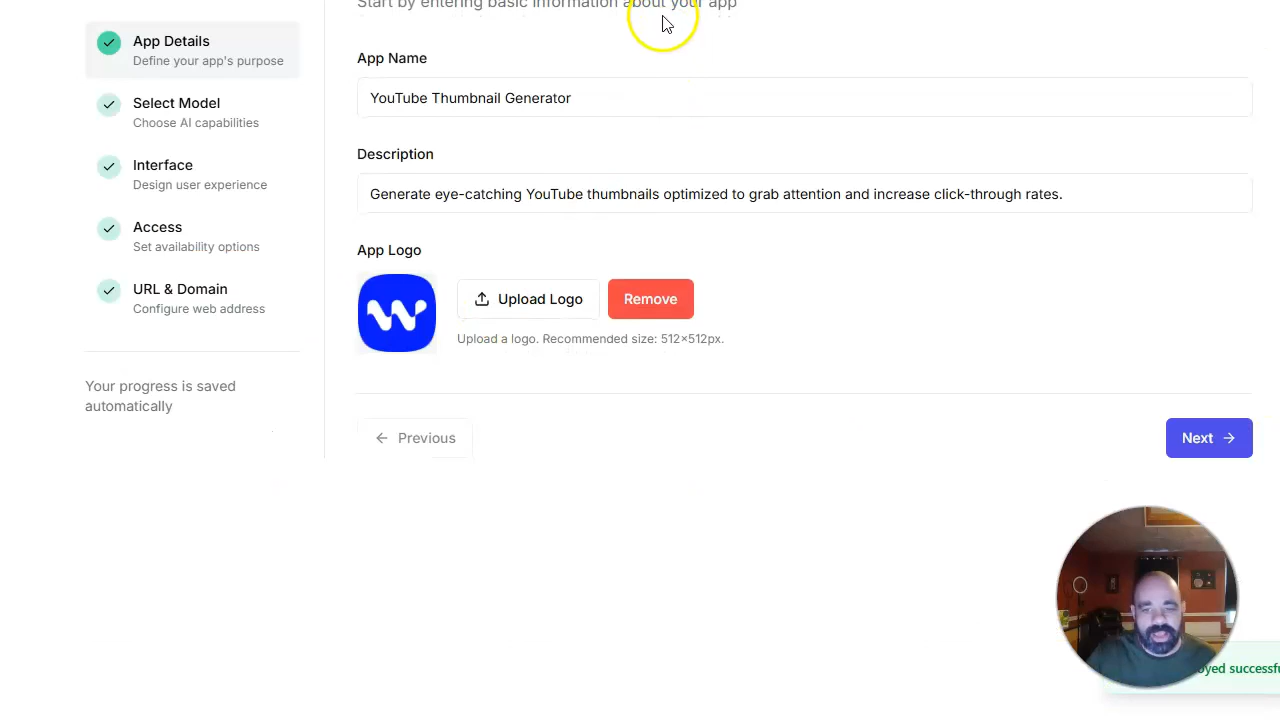 Start by entering basic information about your app
App Details
Define your app's purpose
Select Model
Choose AI capabilities
Interface
Design user experience
Access
Set availability options
URL & Domain
Configure web address
Your progress is saved
automatically
App Name
YouTube Thumbnail Generator
Description
Generate eye-catching YouTube thumbnails optimized to grab attention and increase click-through rates.
App Logo
Upload Logo
Remove
Upload a logo. Recommended size: 512×512px.
Previous
Next